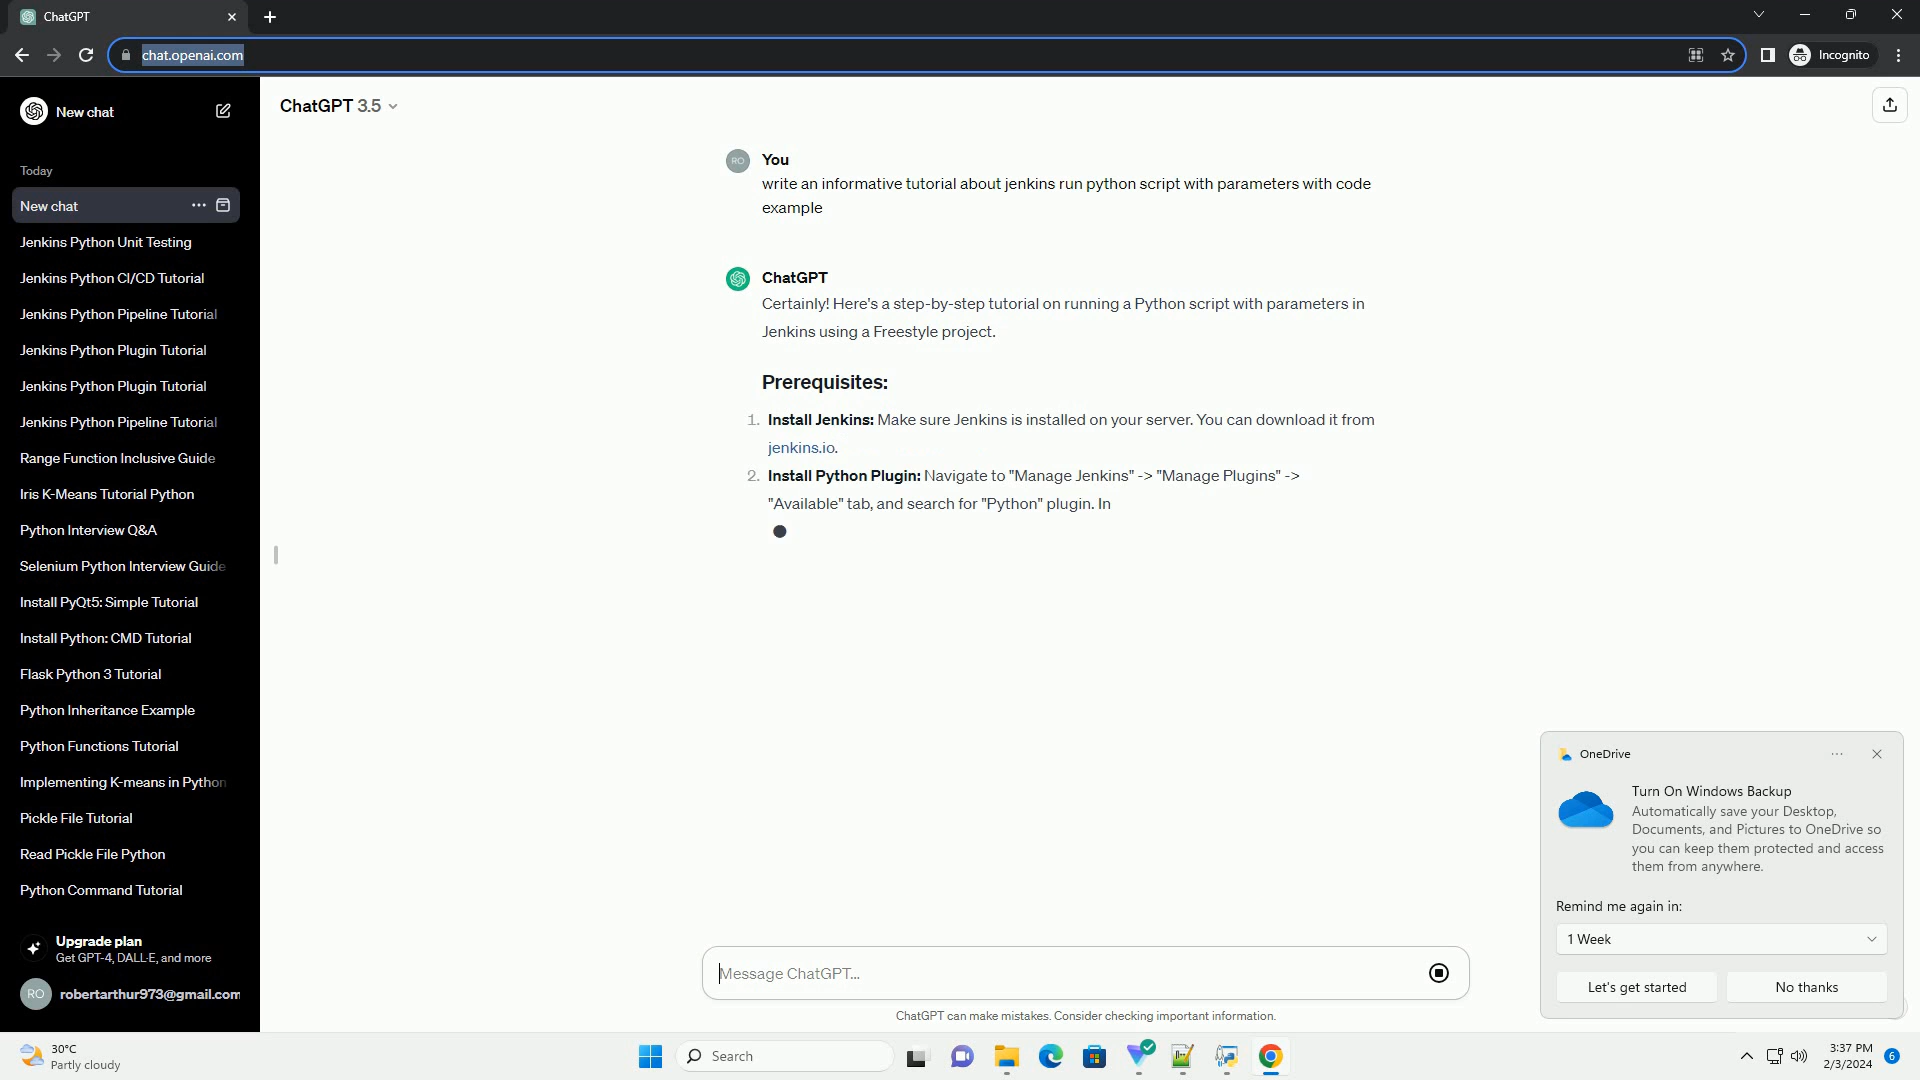 ChatGPT
chat.openai.com
Incognito
New chat
Today
New chat
Jenkins Python Unit Testing
Jenkins Python CI/CD Tutorial
Jenkins Python Pipeline Tutorial
Jenkins Python Plugin Tutorial
Jenkins Python Plugin Tutorial
Jenkins Python Pipeline Tutorial
Range Function Inclusive Guide
Iris K-Means Tutorial Python
Python Interview Q&A
Selenium Python Interview Guide
Install PyQt5: Simple Tutorial
Install Python: CMD Tutorial
Flask Python 3 Tutorial
Python Inheritance Example
Python Functions Tutorial
Implementing K-means in Python
Pickle File Tutorial
Read Pickle File Python
Python Command Tutorial
Upgrade plan
Get GPT-4, DALL·E, and more
RO
robertarthur973@gmail.com
ChatGPT 3.5
RO
You
write an informative tutorial about jenkins run python script with parameters with code
example
ChatGPT
Certainly! Here's a step-by-step tutorial on running a Python script with parameters in
Jenkins using a Freestyle project.
Prerequisites:
1. Install Jenkins: Make sure Jenkins is installed on your server. You can download it from
jenkins.io.
2. Install Python Plugin: Navigate to "Manage Jenkins" -> "Manage Plugins" ->
"Available" tab, and search for "Python" plugin. In
Message ChatGPT...
ChatGPT can make mistakes. Consider checking important information.
OneDrive
Turn On Windows Backup
Automatically save your Desktop,
Documents, and Pictures to OneDrive so
you can keep them protected and access
them from anywhere.
Remind me again in:
1 Week
Let's get started
No thanks
30°C
Partly cloudy
Search
3:37 PM
2/3/2024
6